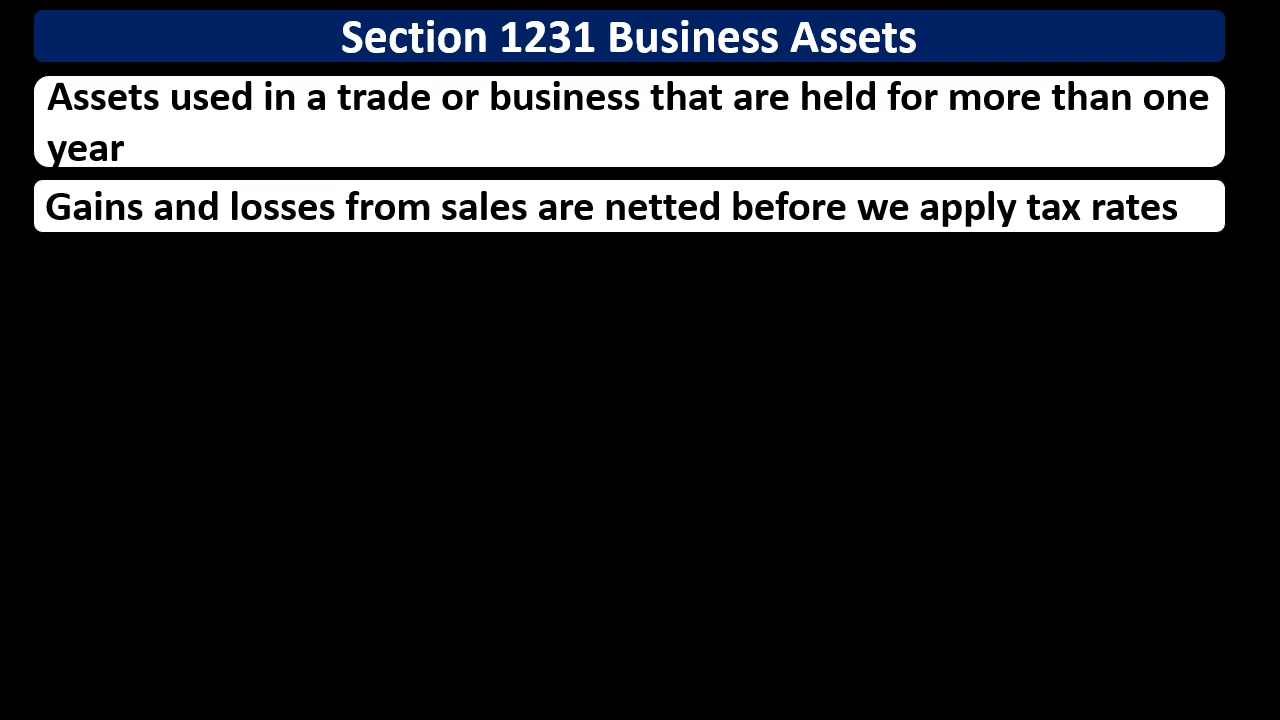 Section 1231 Business Assets
Assets used in a trade or business that are held for more than one
year
Gains and losses from sales are netted before we apply tax rates